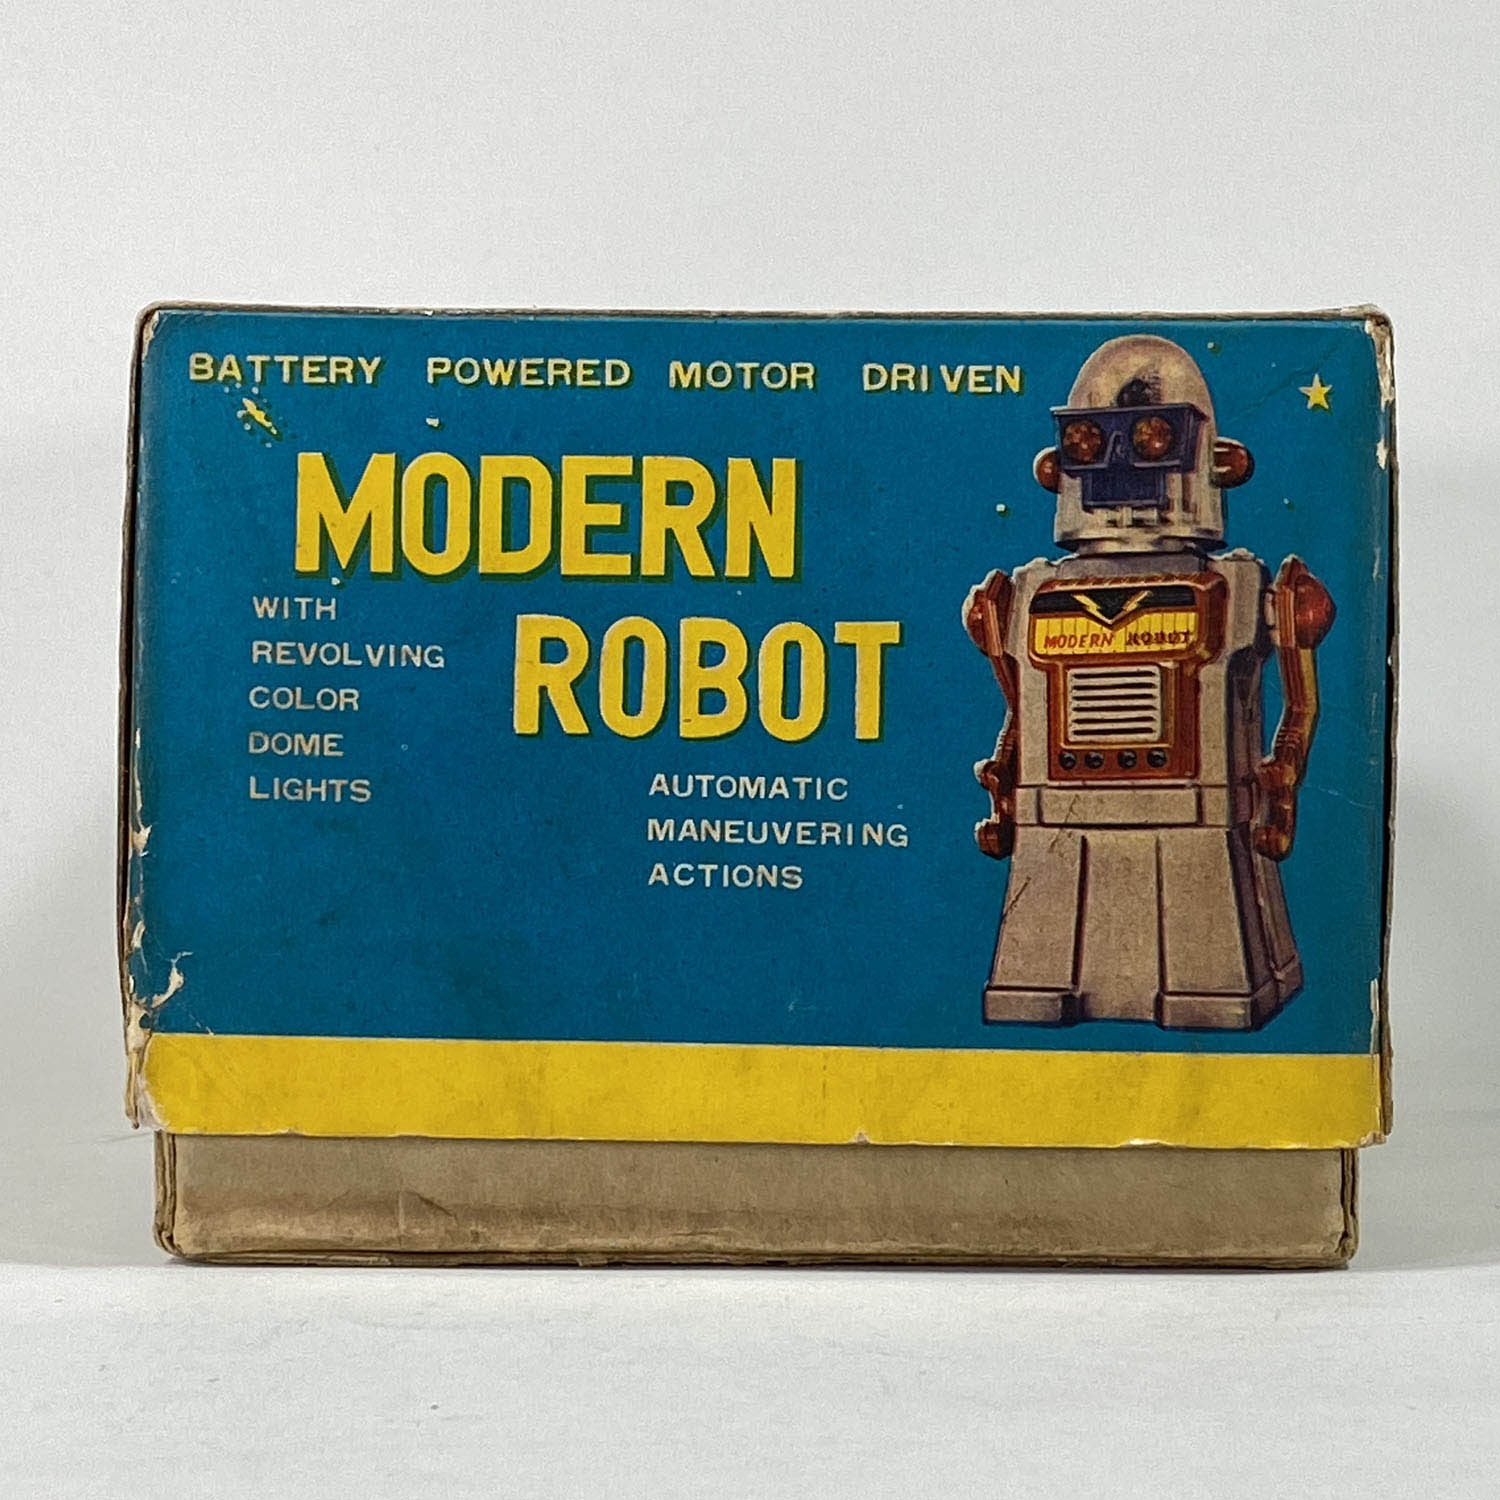 BATTERY POWERED MOTOR DRIVEN
MODERN
ROBOT
WITH
REVOLVING
COLOR
DOME
LIGHTS
AUTOMATIC
MANEUVERING
ACTIONS
MODERN ROBOT